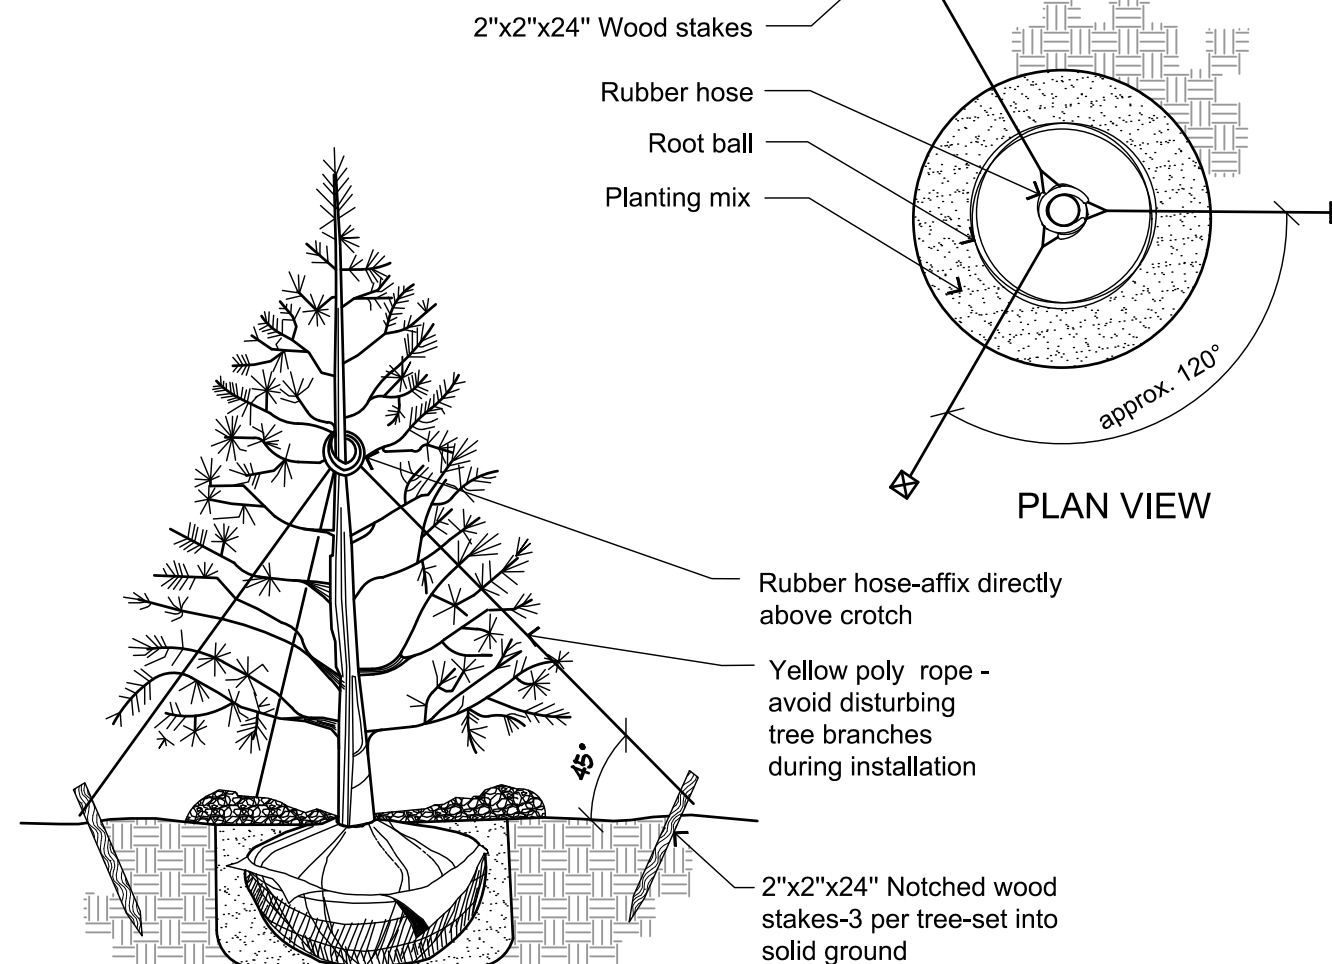 2"x2"x24" Wood stakes
Rubber hose
Root ball
Planting mix
approx. 120°
PLAN VIEW
Rubber hose-affix directly
above crotch
Yellow poly rope -
avoid disturbing
tree branches
during installation
45°
2"x2"x24" Notched wood
stakes-3 per tree-set into
solid ground